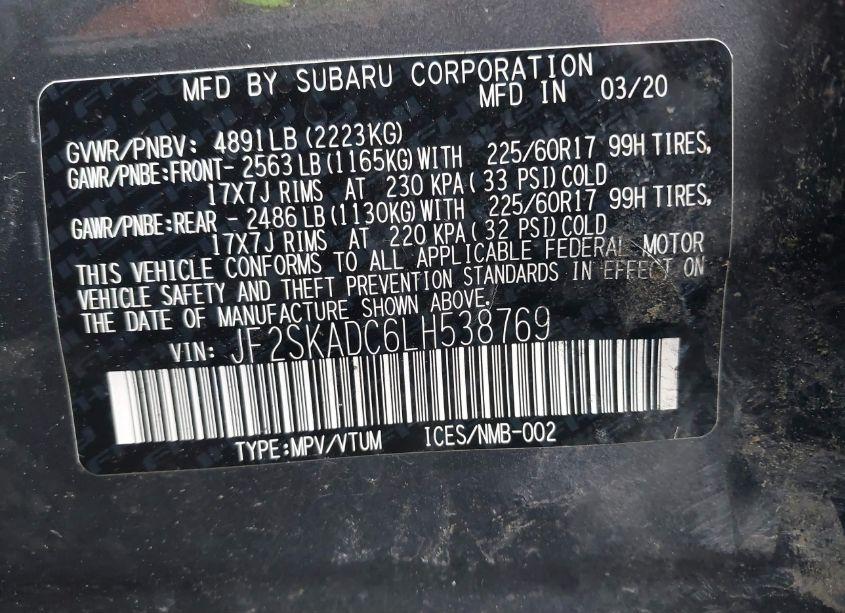 MFD BY SUBARU CORPORATION
MFD IN 03/20
GVWR/PNBV: 4891LB (2223KG)
GAWR/PNBE:FRONT- 2563LB(1165KG)WITH 225/60R17 99H TIRES,
17X7J RIMS AT 230 KPA( 33 PSI)COLD
GAWR/PNBE:REAR - 2486LB(1130KG)WITH 225/60R17 99H TIRES,
17X7J RIMS AT 220 KPA( 32 PSI)COLD
THIS VEHICLE CONFORMS TO ALL APPLICABLE FEDERAL MOTOR
VEHICLE SAFETY AND THEFT PREVENTION STANDARDS IN EFFECT ON
THE DATE OF MANUFACTURE SHOWN ABOVE.
VIN: JF2SKADC6LH538769
TYPE:MPV/VTUM ICES/NMB-002